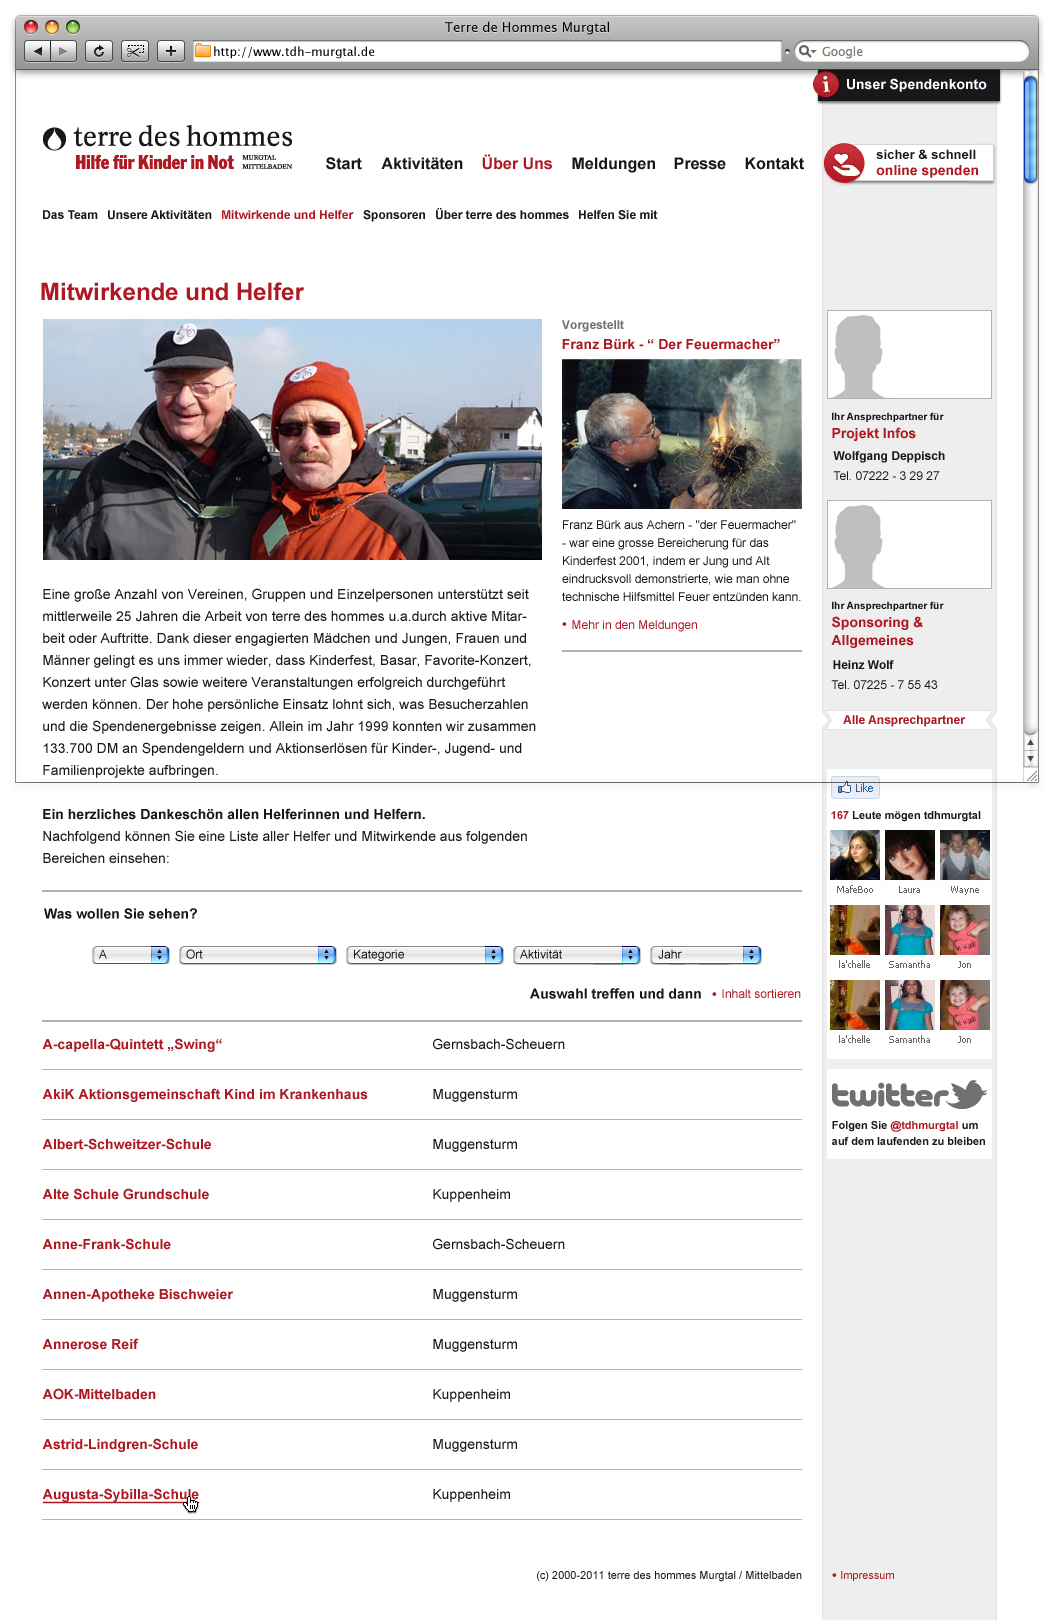 Terre de Hommes Murgtal
http://www.tdh-murgtal.de
Google
Unser Spendenkonto
terre des hommes
Hilfe für Kinder in Not
MURGTAL
MITTELBADEN
Start Aktivitäten Über Uns Meldungen Presse Kontakt
sicher & schnell
online spenden
Das Team Unsere Aktivitäten Mitwirkende und Helfer Sponsoren Über terre des hommes Helfen Sie mit
Mitwirkende und Helfer
Vorgestellt
Franz Bürk - “ Der Feuermacher”
Franz Bürk aus Achern - "der Feuermacher"
- war eine grosse Bereicherung für das
Kinderfest 2001, indem er Jung und Alt
eindrucksvoll demonstrierte, wie man ohne
technische Hilfsmittel Feuer entzünden kann.
• Mehr in den Meldungen
Eine große Anzahl von Vereinen, Gruppen und Einzelpersonen unterstützt seit
mittlerweile 25 Jahren die Arbeit von terre des hommes u.a.durch aktive Mitar-
beit oder Auftritte. Dank dieser engagierten Mädchen und Jungen, Frauen und
Männer gelingt es uns immer wieder, dass Kinderfest, Basar, Favorite-Konzert,
Konzert unter Glas sowie weitere Veranstaltungen erfolgreich durchgeführt
werden können. Der hohe persönliche Einsatz lohnt sich, was Besucherzahlen
und die Spendenergebnisse zeigen. Allein im Jahr 1999 konnten wir zusammen
133.700 DM an Spendengeldern und Aktionserlösen für Kinder-, Jugend- und
Familienprojekte aufbringen.
Ein herzliches Dankeschön allen Helferinnen und Helfern.
Nachfolgend können Sie eine Liste aller Helfer und Mitwirkende aus folgenden
Bereichen einsehen:
Was wollen Sie sehen?
A Ort Kategorie Aktivität Jahr
Auswahl treffen und dann • Inhalt sortieren
A-capella-Quintett „Swing“ Gernsbach-Scheuern
AkiK Aktionsgemeinschaft Kind im Krankenhaus Muggensturm
Albert-Schweitzer-Schule Muggensturm
Alte Schule Grundschule Kuppenheim
Anne-Frank-Schule Gernsbach-Scheuern
Annen-Apotheke Bischweier Muggensturm
Annerose Reif Muggensturm
AOK-Mittelbaden Kuppenheim
Astrid-Lindgren-Schule Muggensturm
Augusta-Sybilla-Schule Kuppenheim
(c) 2000-2011 terre des hommes Murgtal / Mittelbaden
Ihr Ansprechpartner für
Projekt Infos
Wolfgang Deppisch
Tel. 07222 - 3 29 27
Ihr Ansprechpartner für
Sponsoring &
Allgemeines
Heinz Wolf
Tel. 07225 - 7 55 43
Alle Ansprechpartner
Like
167 Leute mögen tdhmurgtal
MafeBoo Laura Wayne
la'chelle Samantha Jon
la'chelle Samantha Jon
twitter
Folgen Sie @tdhmurgtal um
auf dem laufenden zu bleiben
• Impressum